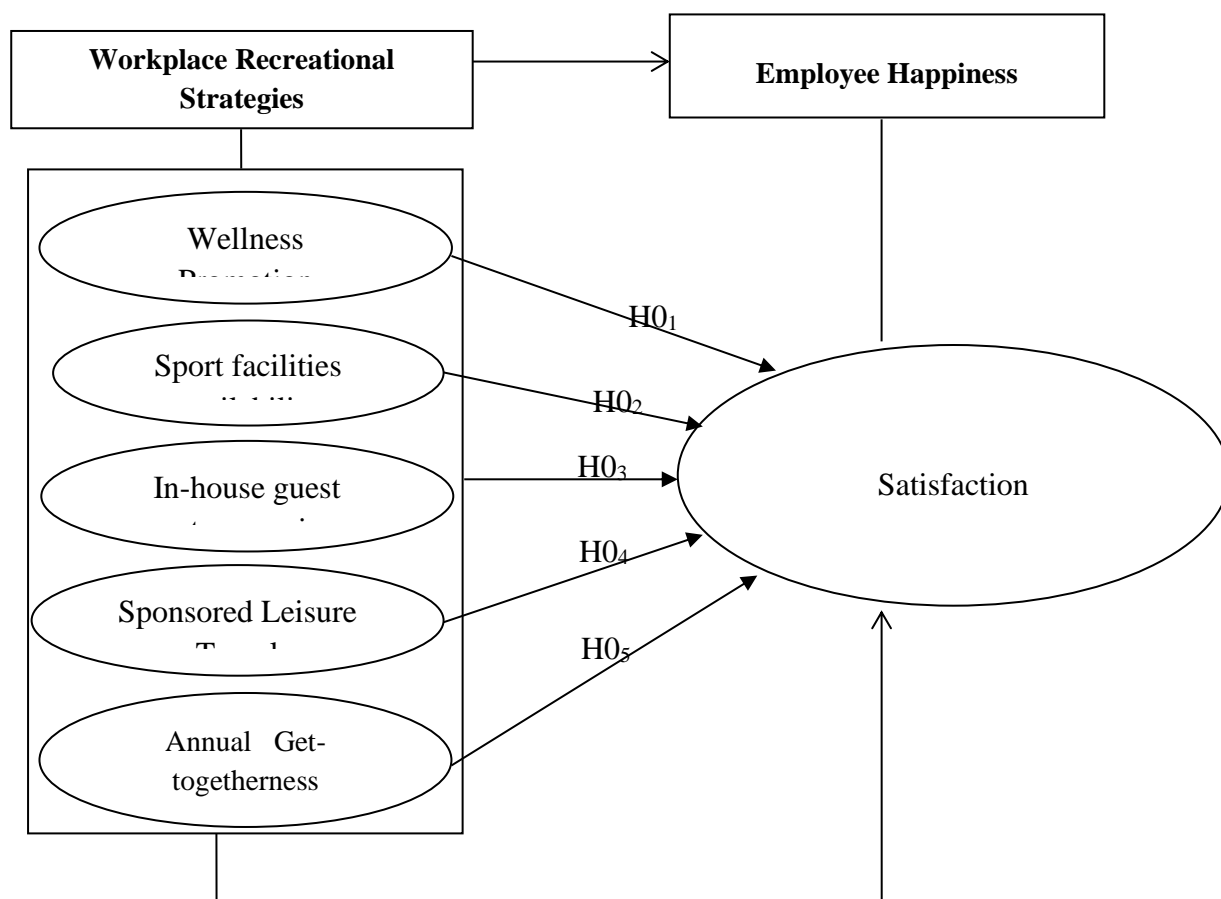 Workplace Recreational
Strategies
Employee Happiness
Wellness
H0₁
Sport facilities
H0₂
In-house guest
H0₃
Satisfaction
Sponsored Leisure
H0₄
H0₅
Annual Get-
togetherness